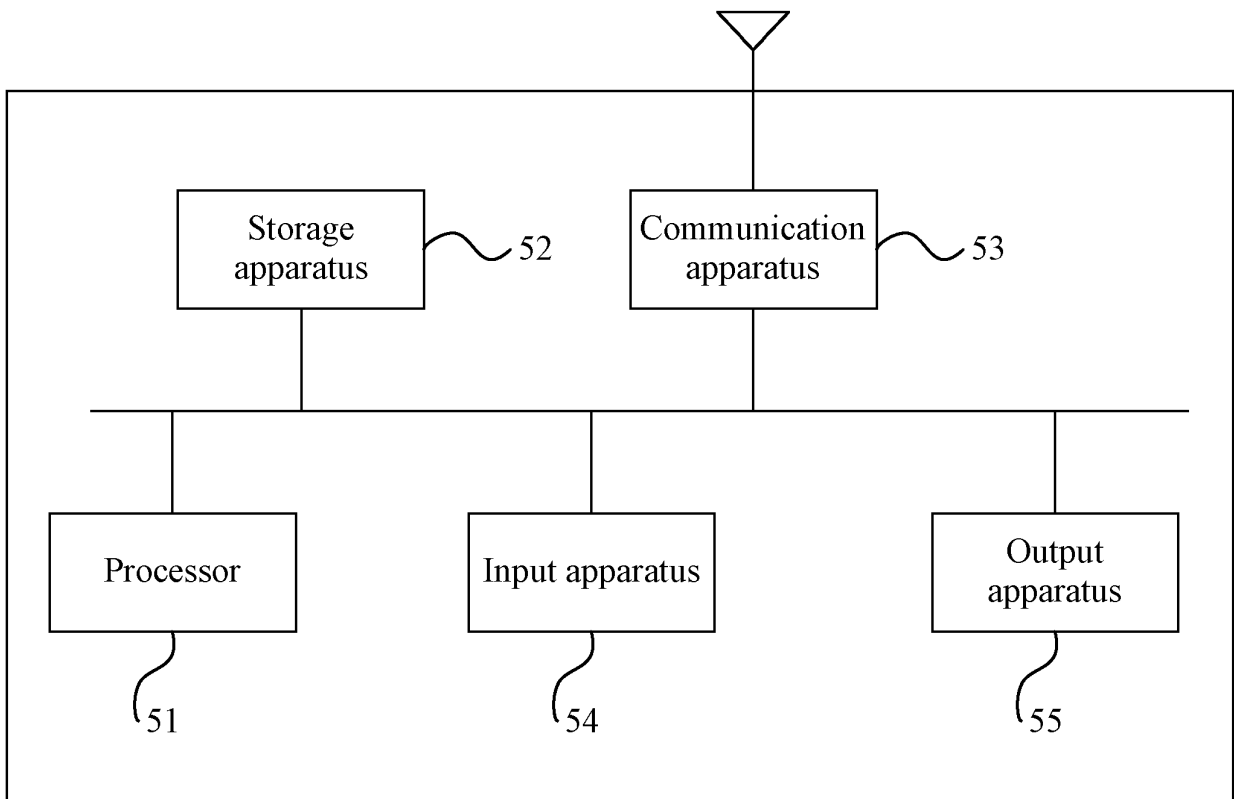 Storage
apparatus
52
Communication
apparatus
53
Processor
51
Input apparatus
54
Output
apparatus
55